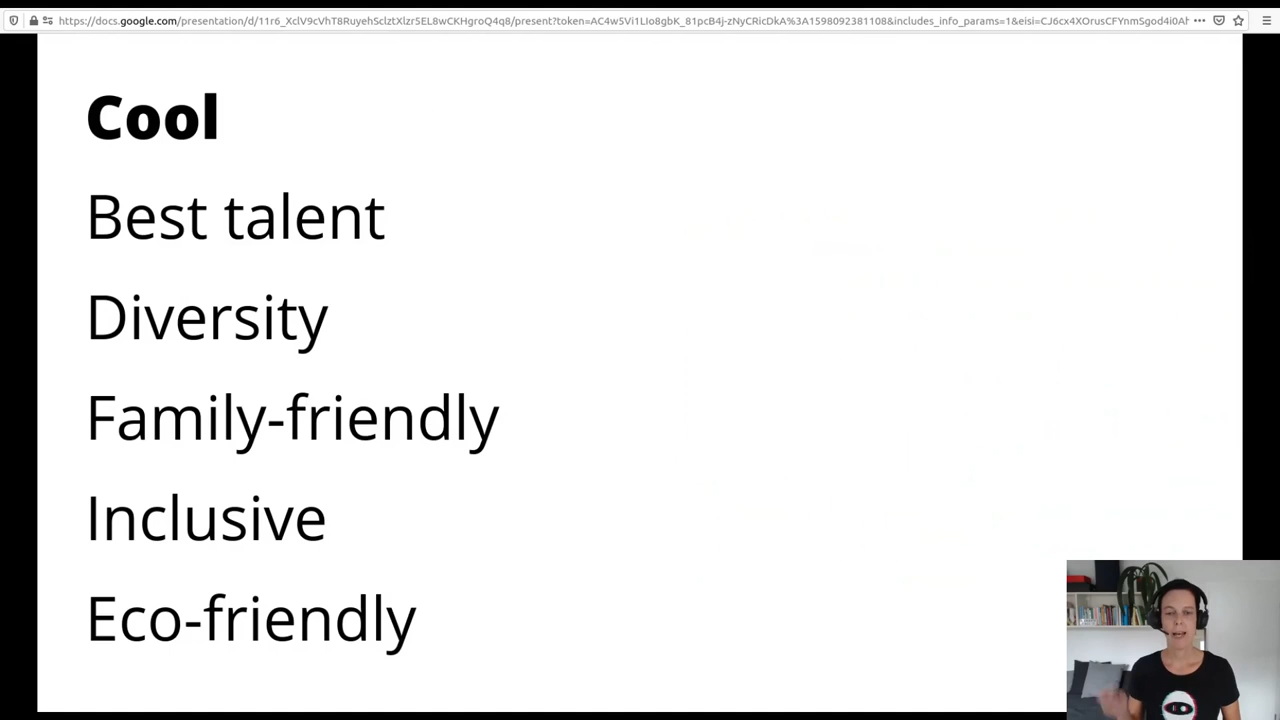 Cool
Best talent
Diversity
Family-friendly
Inclusive
Eco-friendly